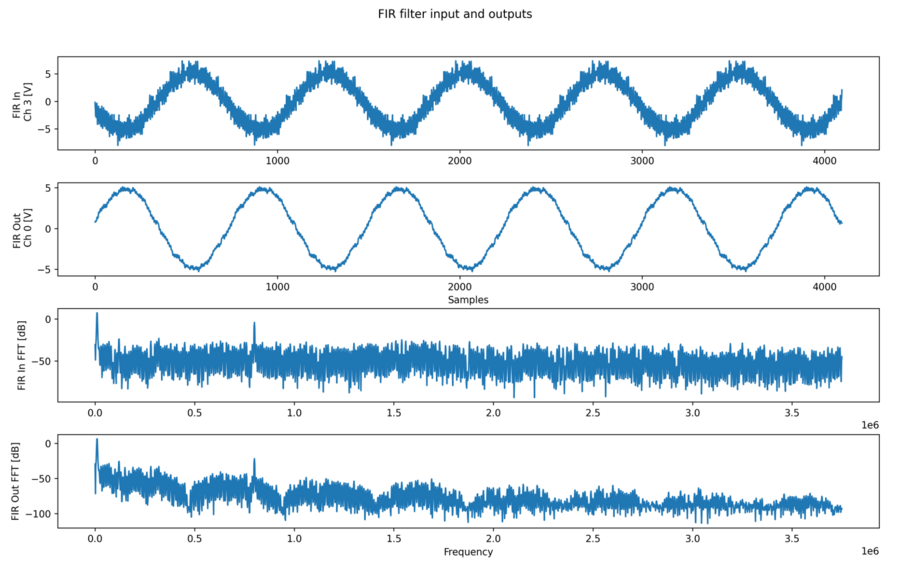 FIR filter input and outputs
FIR In
Ch 3 [V]
5
0
−5
0 1000 2000 3000 4000
FIR Out
Ch 0 [V]
5
0
−5
0 1000 2000 3000 4000
Samples
FIR In FFT [dB]
0
−50
0.0 0.5 1.0 1.5 2.0 2.5 3.0 3.5
1e6
FIR Out FFT [dB]
0
−50
−100
0.0 0.5 1.0 1.5 2.0 2.5 3.0 3.5
1e6
Frequency